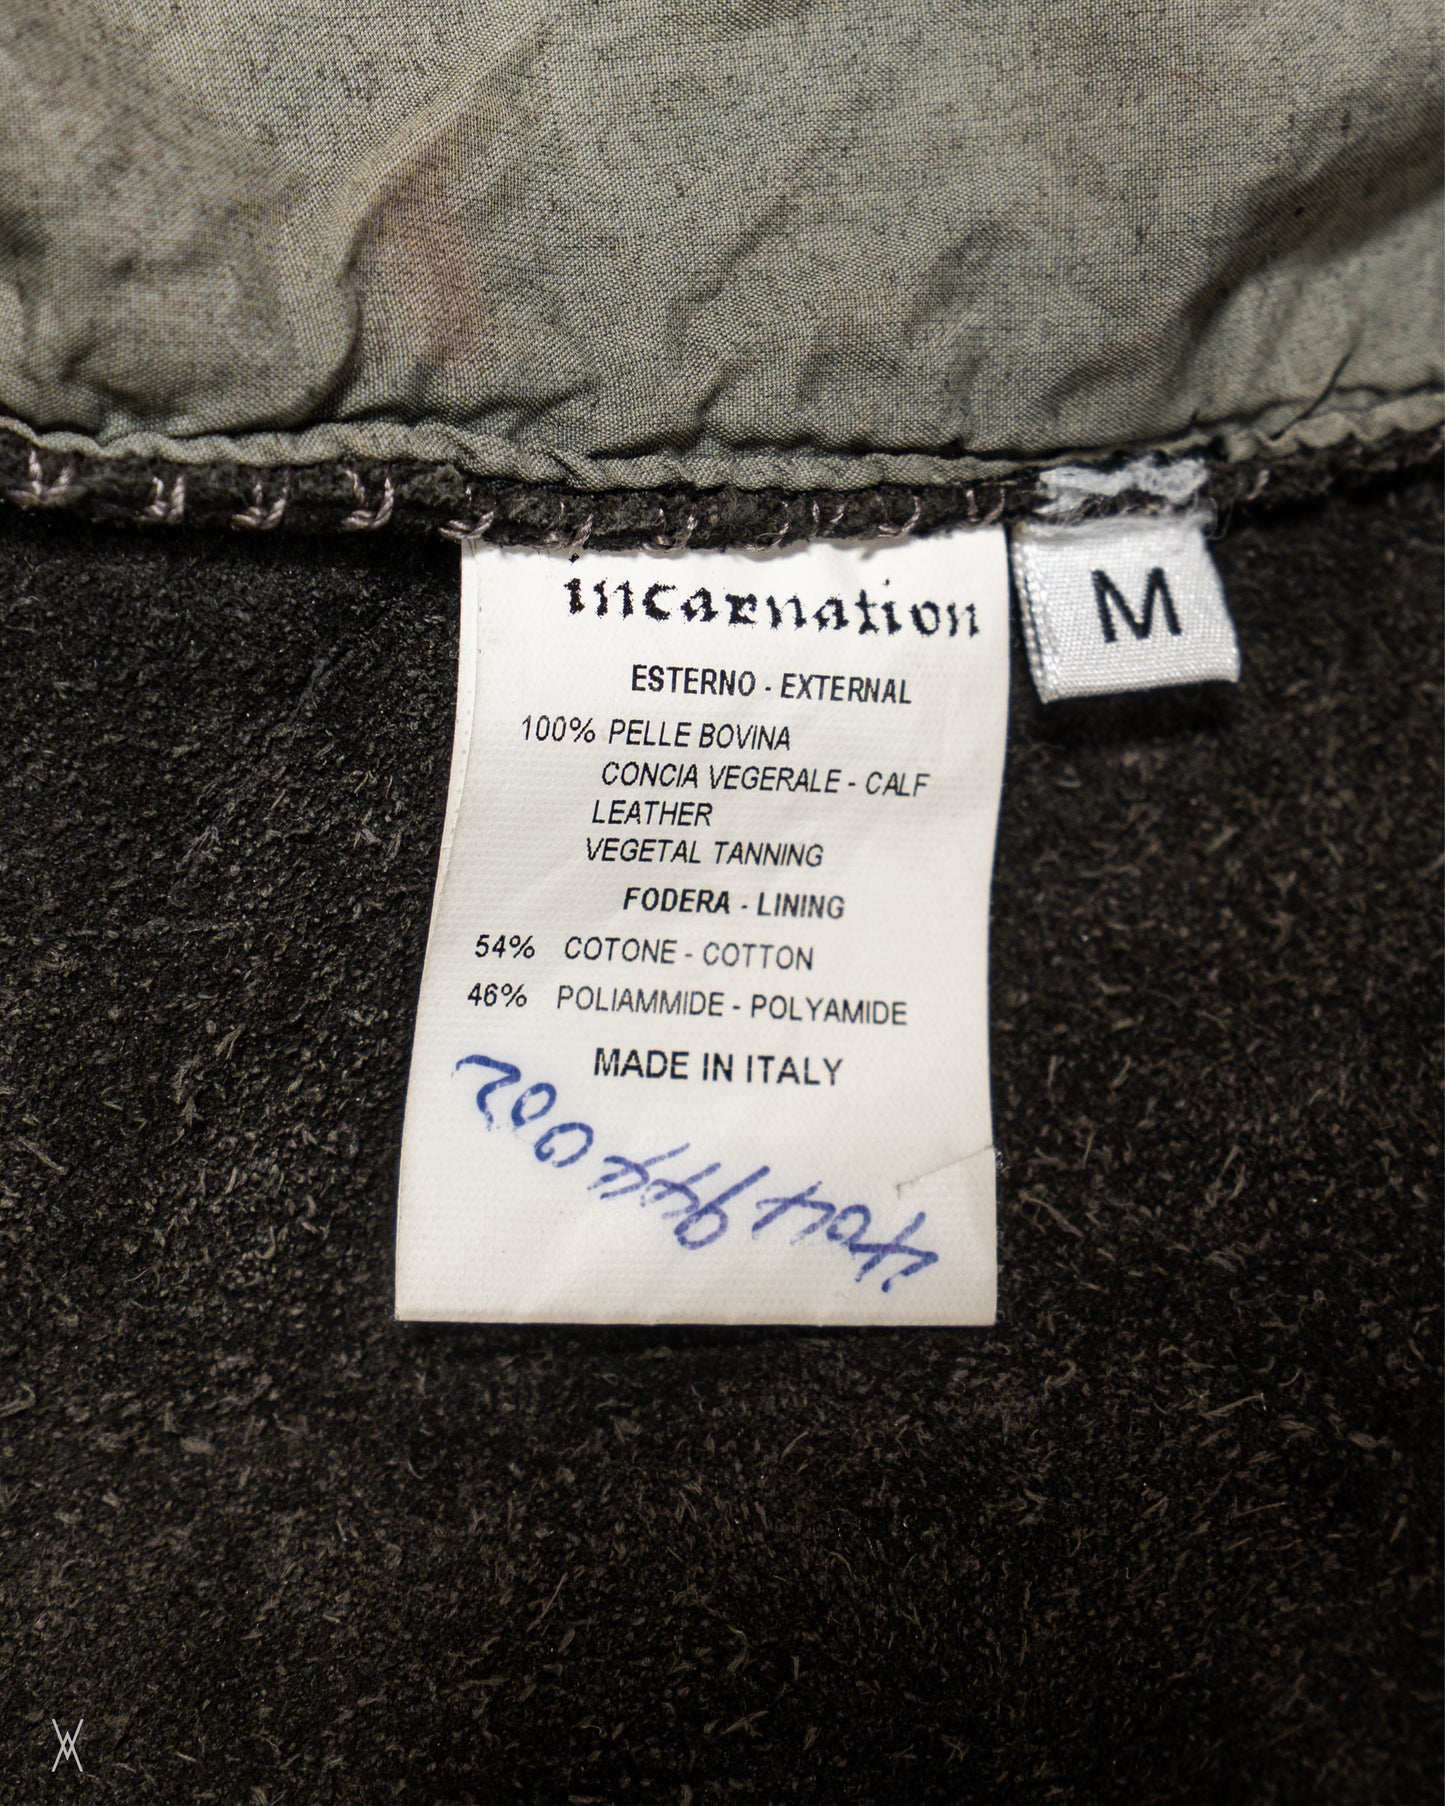 incarnation
M
ESTERNO - EXTERNAL
100% PELLE BOVINA
CONCIA VEGERALE - CALF
LEATHER
VEGETAL TANNING
FODERA - LINING
54% COTONE - COTTON
46% POLIAMMIDE - POLYAMIDE
MADE IN ITALY